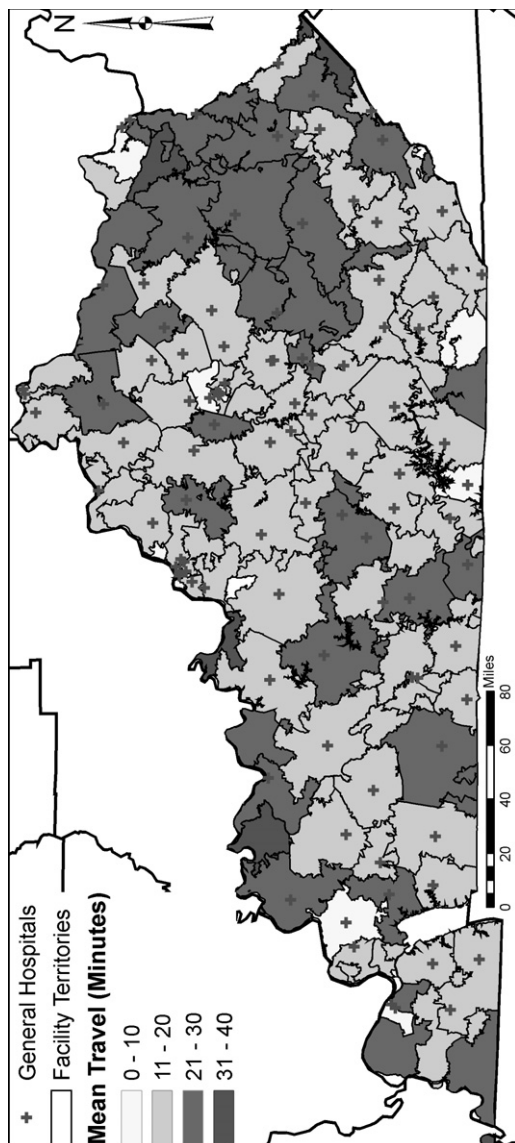 General Hospitals
Facility Territories
Mean Travel (Minutes)
0 - 10
11 - 20
21 - 30
31 - 40
N
0 10 20 40 60 80
Miles